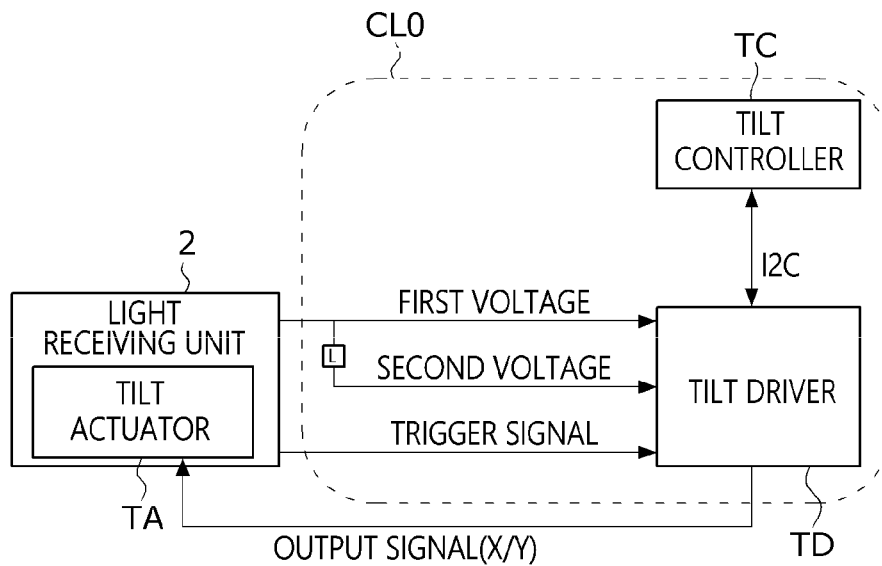 CL0
TC
TILT
CONTROLLER
2
I2C
LIGHT
RECEIVING UNIT
FIRST VOLTAGE
L
SECOND VOLTAGE
TILT
ACTUATOR
TILT DRIVER
TRIGGER SIGNAL
TA
OUTPUT SIGNAL(X/Y)
TD